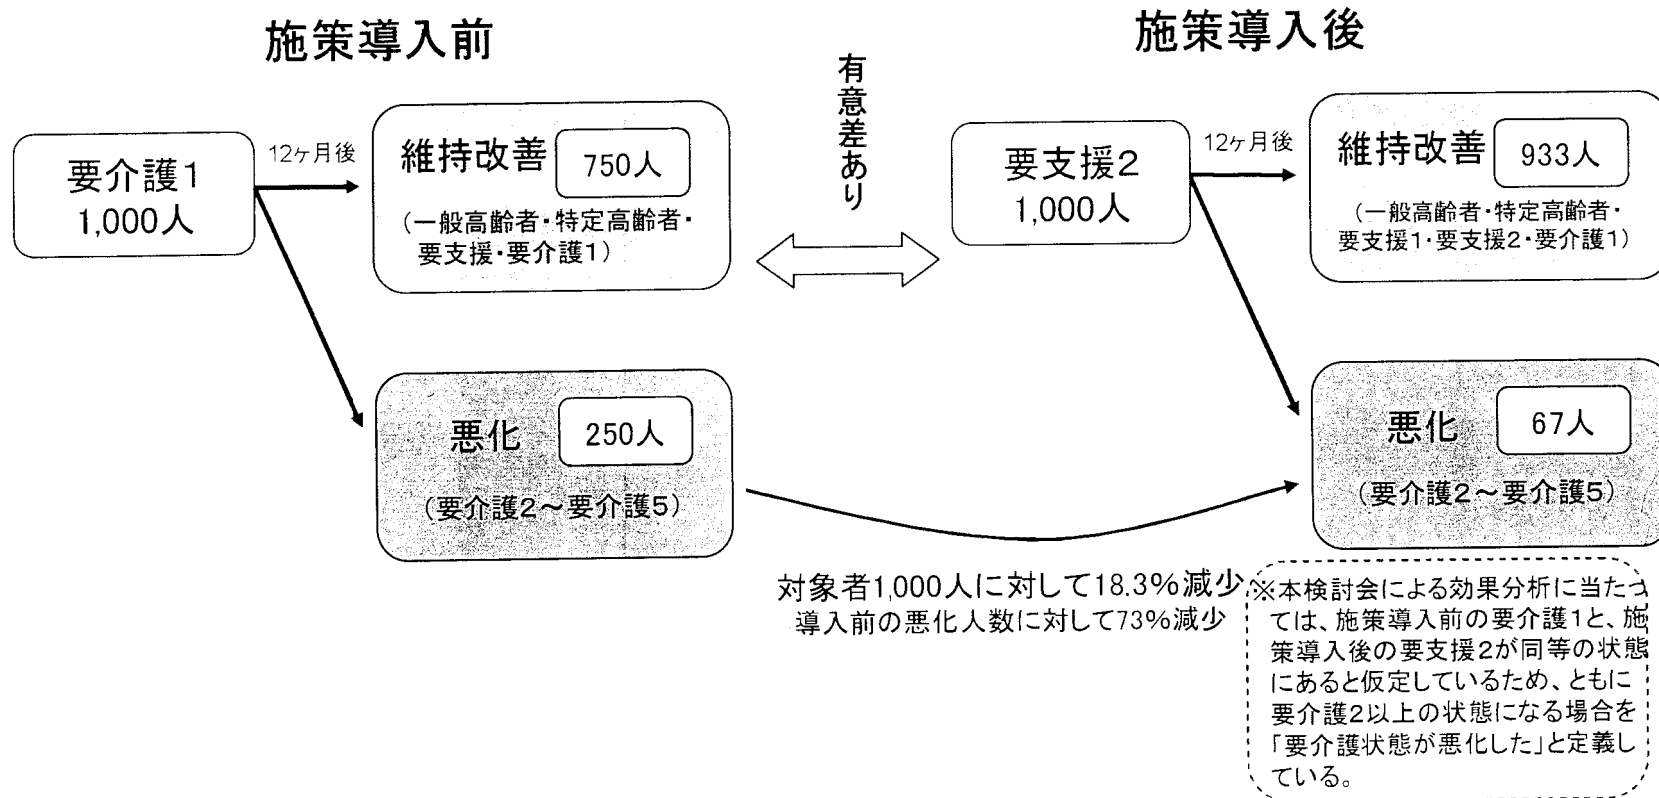 施策導入前
施策導入後
有意差あり
要介護1
1,000人
12ヶ月後
維持改善
750人
(一般高齢者・特定高齢者・
要支援・要介護1)
悪化
250人
(要介護2~要介護5)
要支援2
1,000人
12ヶ月後
維持改善
933人
(一般高齢者・特定高齢者・
要支援1・要支援2・要介護1)
悪化
67人
(要介護2~要介護5)
対象者1,000人に対して18.3%減少
導入前の悪化人数に対して73%減少
※本検討会による効果分析に当たっ
ては、施策導入前の要介護1と、施
策導入後の要支援2が同等の状態
にあると仮定しているため、ともに
要介護2以上の状態になる場合を
「要介護状態が悪化した」と定義し
ている。